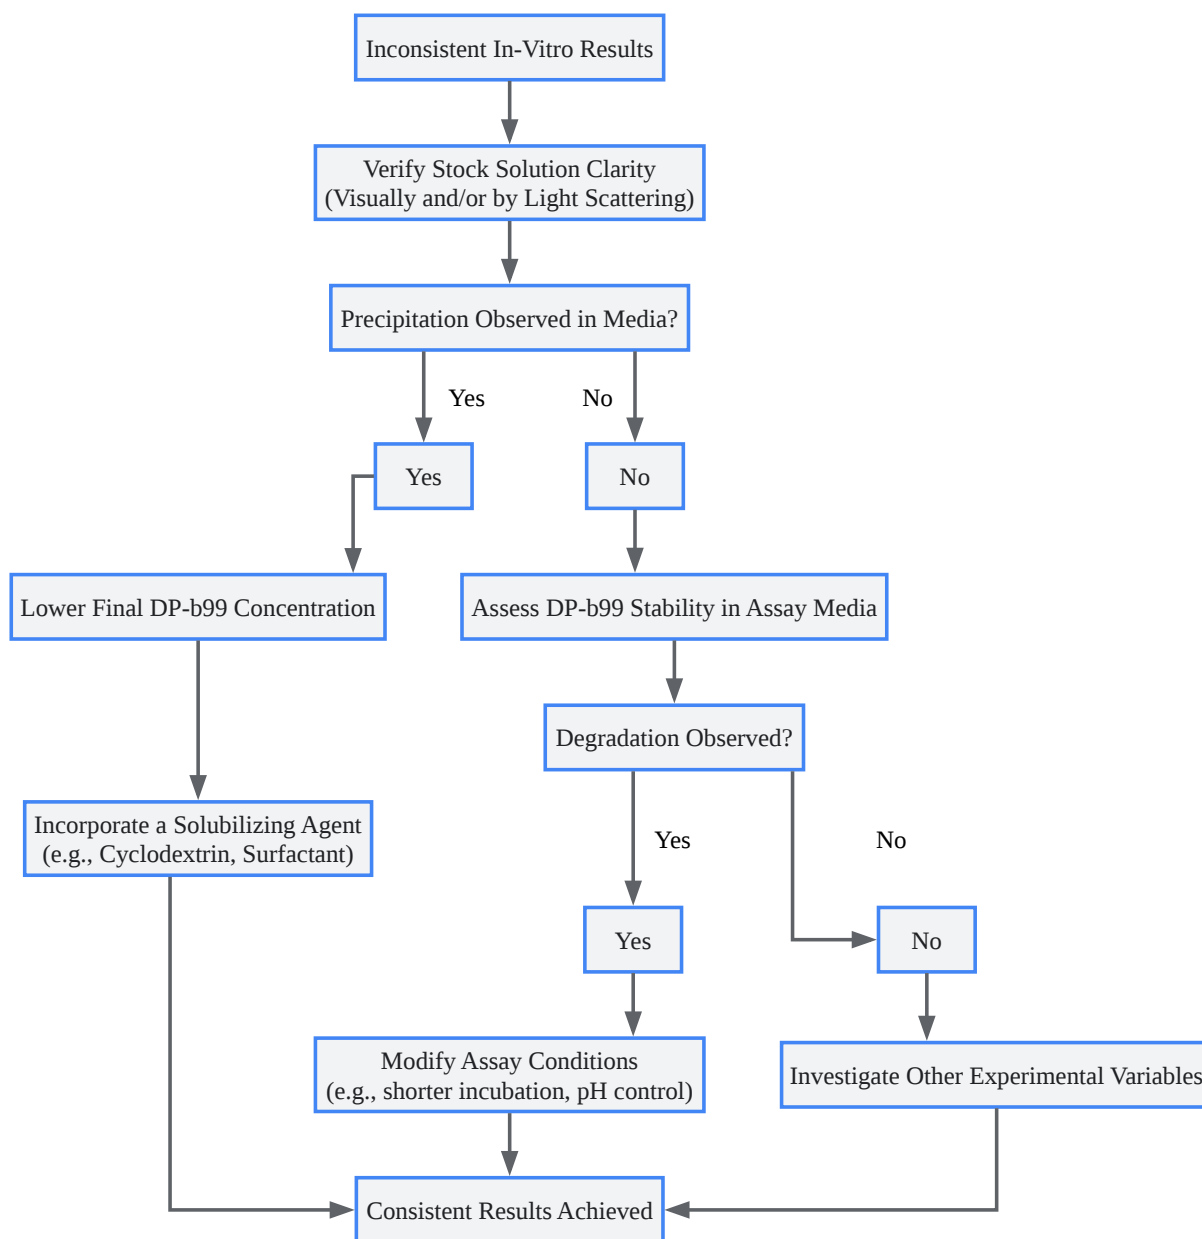 Inconsistent In-Vitro Results
Verify Stock Solution Clarity
(Visually and/or by Light Scattering)
Precipitation Observed in Media?
Yes
No
Yes
No
Lower Final DP-b99 Concentration
Assess DP-b99 Stability in Assay Media
Degradation Observed?
Incorporate a Solubilizing Agent
(e.g., Cyclodextrin, Surfactant)
Yes
No
Yes
No
Modify Assay Conditions
(e.g., shorter incubation, pH control)
Investigate Other Experimental Variables
Consistent Results Achieved